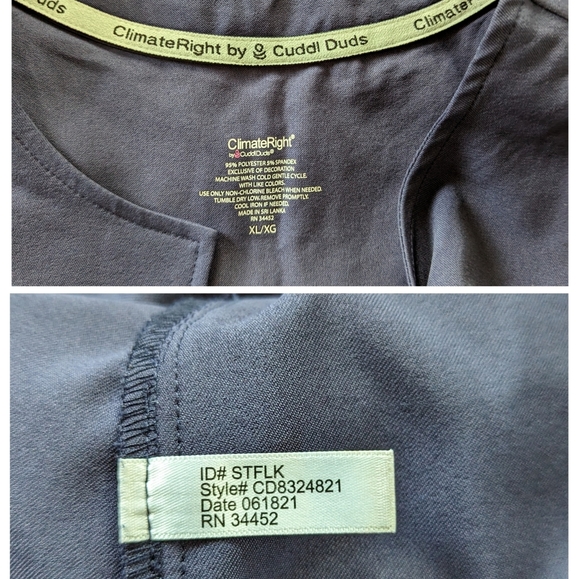 ClimateRight by Cuddl Duds ClimateR
Duds
ClimateRight®
by CuddlDuds®
95% POLYESTER 5% SPANDEX
EXCLUSIVE OF DECORATION
MACHINE WASH COLD GENTLE CYCLE.
WITH LIKE COLORS.
USE ONLY NON-CHLORINE BLEACH WHEN NEEDED.
TUMBLE DRY LOW. REMOVE PROMPTLY.
COOL IRON IF NEEDED.
MADE IN SRI LANKA
RN 34452
XL/XG
ID# STFLK
Style# CD8324821
Date 061821
RN 34452